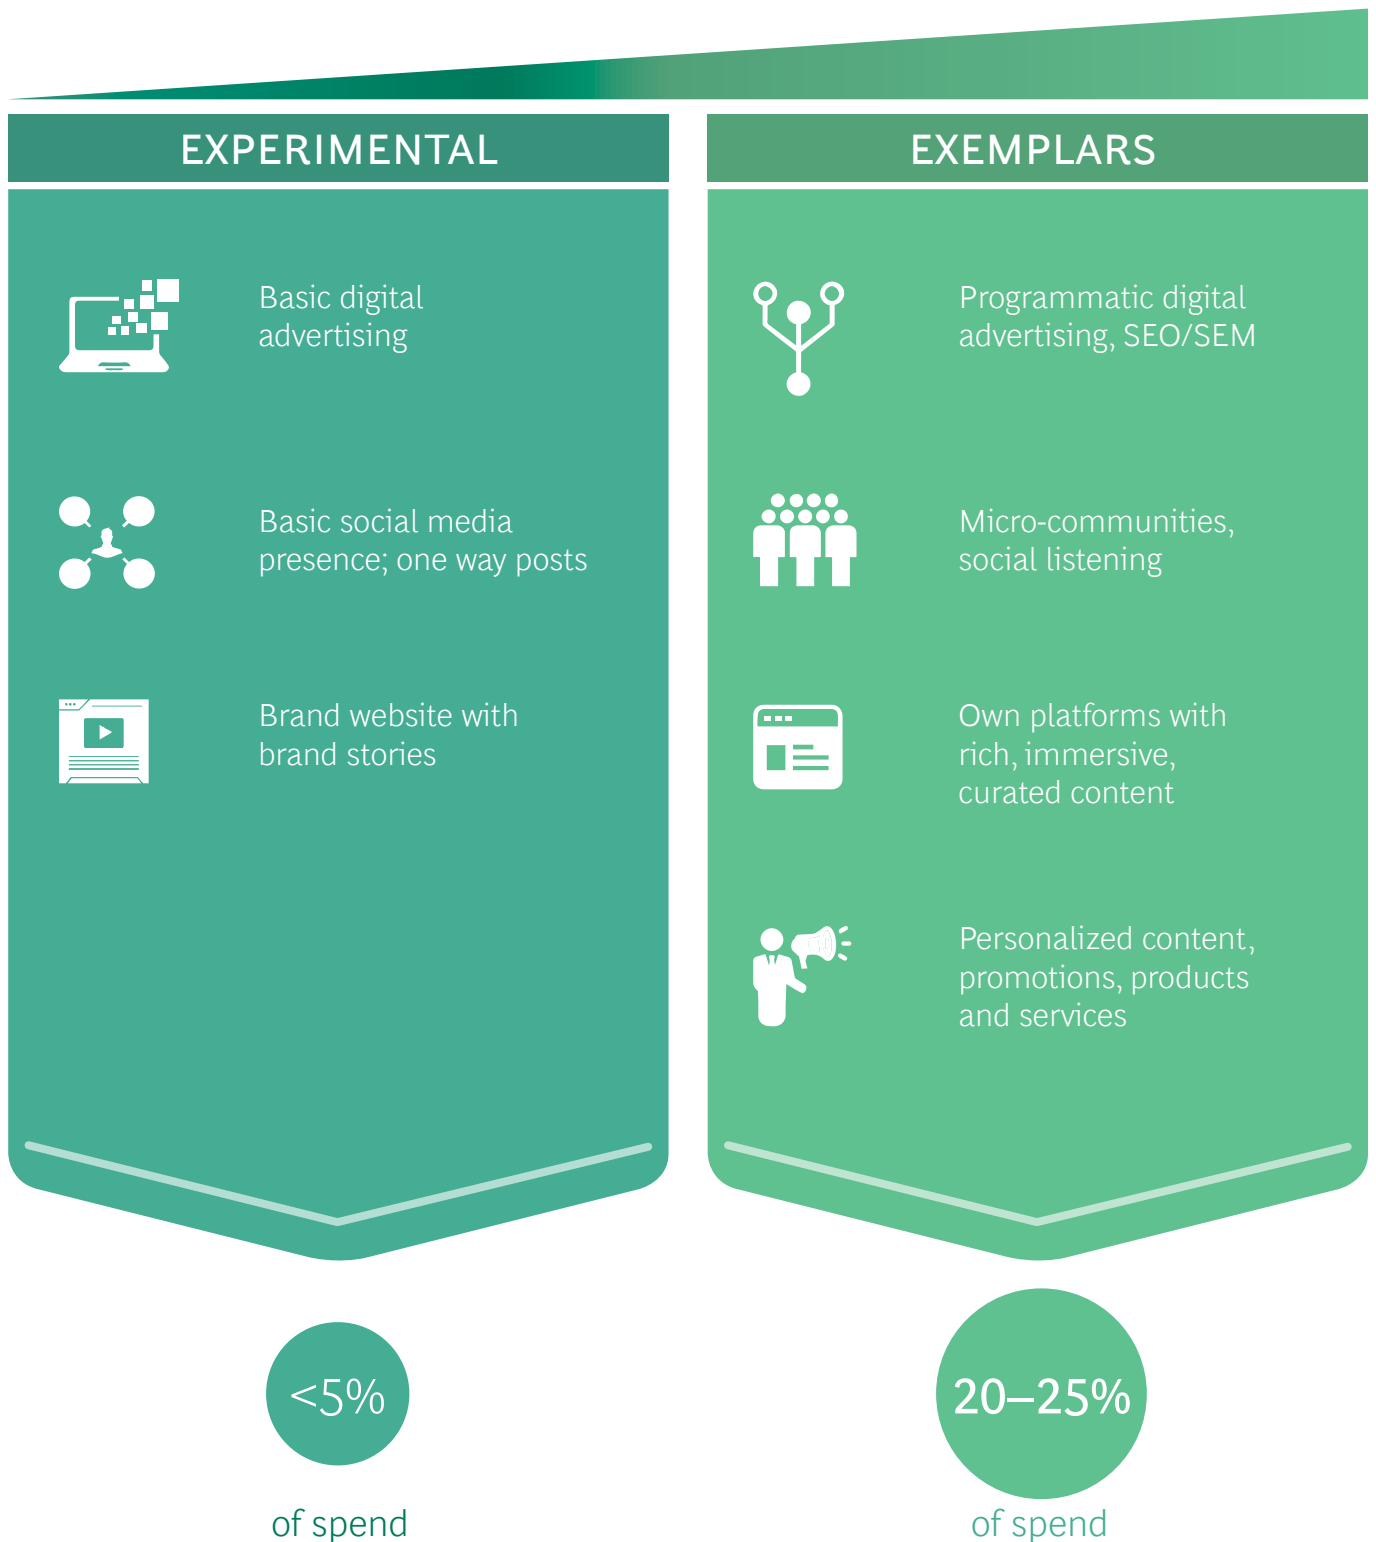 EXPERIMENTAL
Basic digital
advertising
Basic social media
presence; one way posts
Brand website with
brand stories
<5%
of spend
EXEMPLARS
Programmatic digital
advertising, SEO/SEM
Micro-communities,
social listening
Own platforms with
rich, immersive,
curated content
Personalized content,
promotions, products
and services
20–25%
of spend